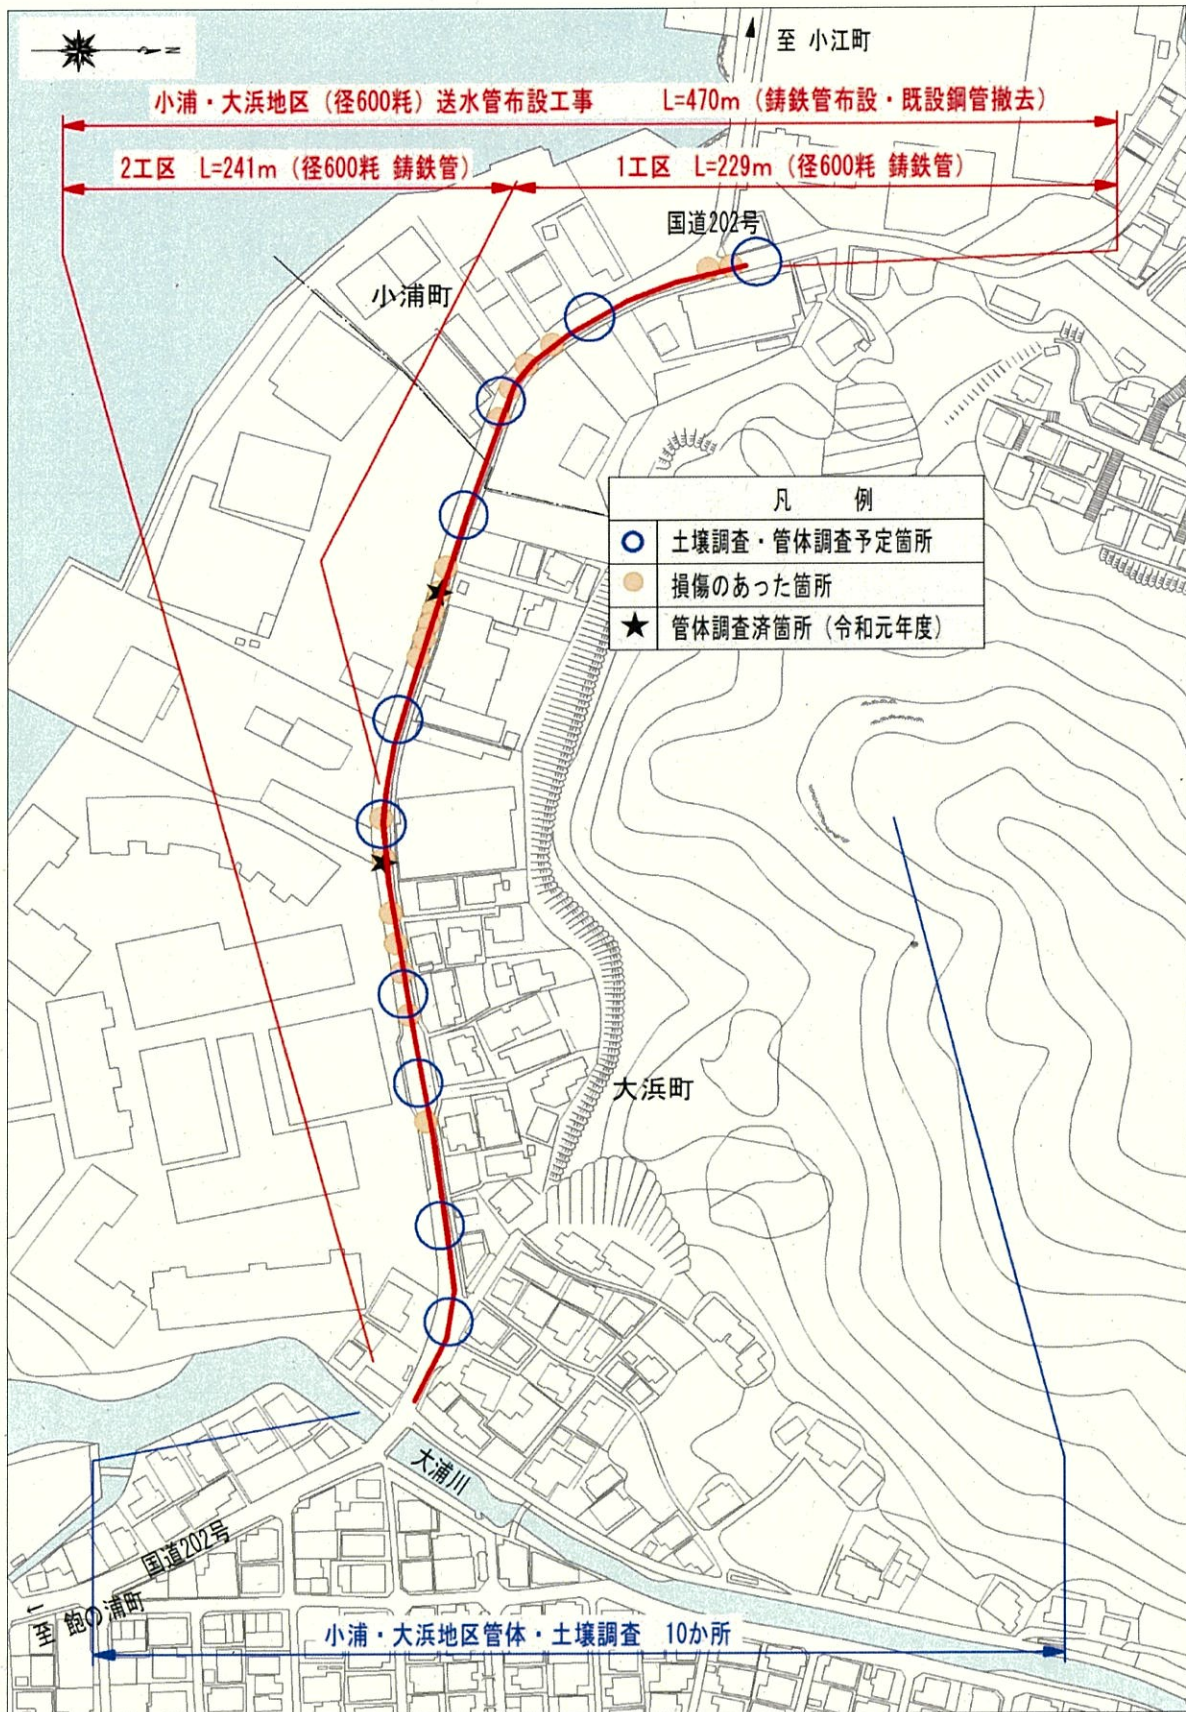 N
至 小江町
小浦・大浜地区（径600粍）送水管布設工事　L=470m（鋳鉄管布設・既設鋼管撤去）
2工区　L=241m（径600粍 鋳鉄管）
1工区　L=229m（径600粍 鋳鉄管）
国道202号
小浦町
凡　例
土壌調査・管体調査予定箇所
損傷のあった箇所
管体調査済箇所（令和元年度）
大浜町
大浦川
国道202号
至 飽の浦町
小浦・大浜地区管体・土壌調査　10か所